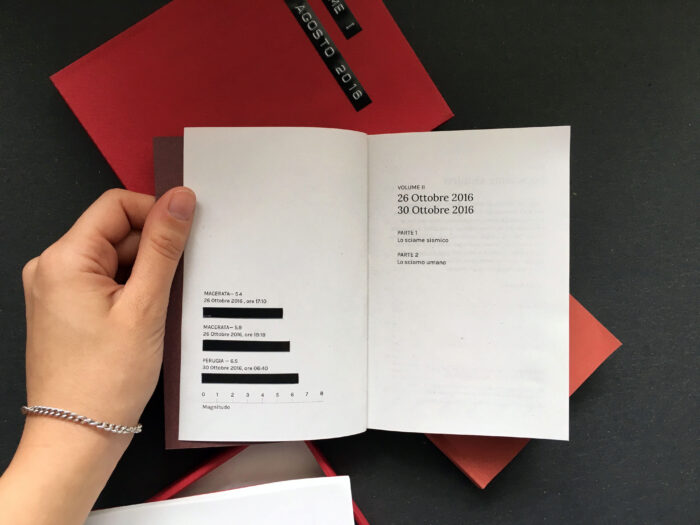 ME I
AGOSTO 2016
MACERATA — 5.4
26 Ottobre 2016, ore 17:10
MACERATA — 5.9
26 Ottobre 2016, ore 19:18
PERUGIA — 6.5
30 Ottobre 2016, ore 06:40
0 1 2 3 4 5 6 7 8
Magnitudo
VOLUME II
26 Ottobre 2016
30 Ottobre 2016
PARTE 1
Lo sciame sismico
PARTE 2
Lo sciame umano